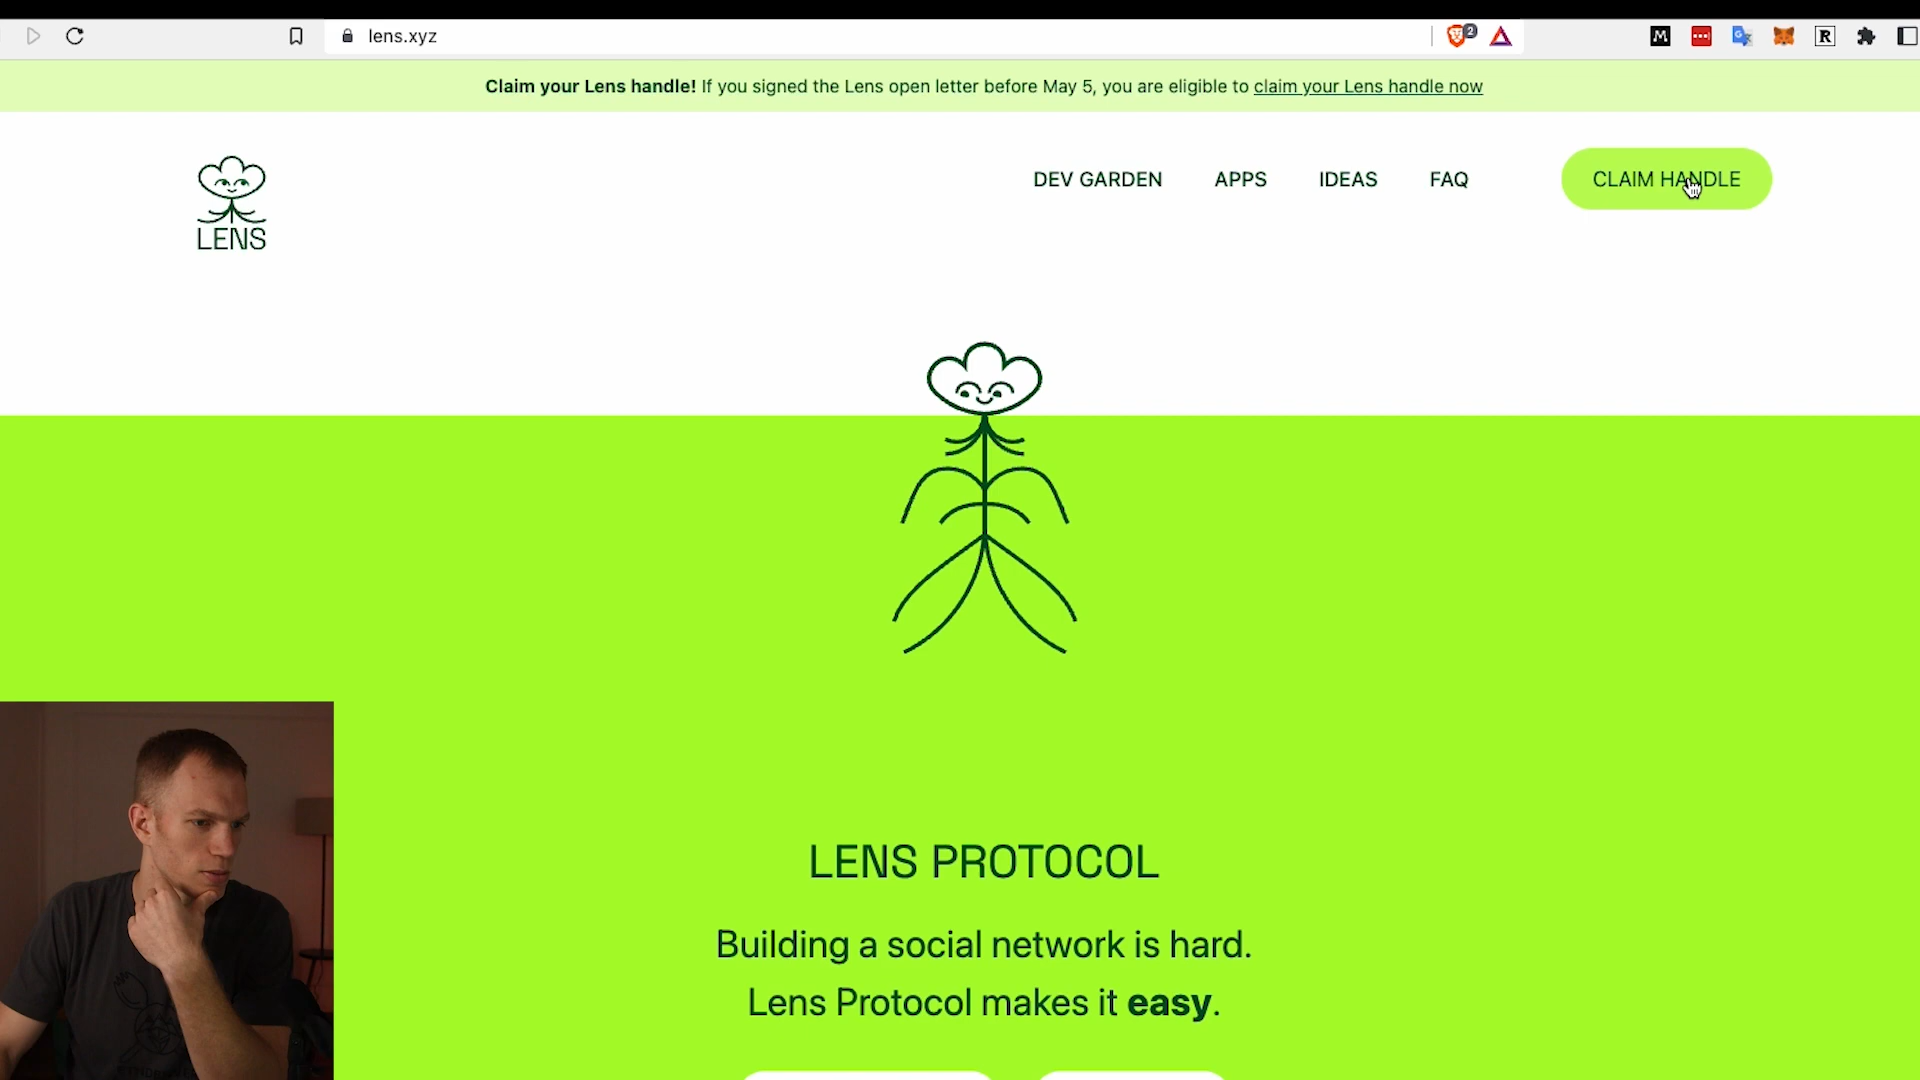 lens.xyz
2
M
R
Claim your Lens handle! If you signed the Lens open letter before May 5, you are eligible to claim your Lens handle now
LENS
DEV GARDEN
APPS
IDEAS
FAQ
CLAIM HANDLE
LENS PROTOCOL
Building a social network is hard.
Lens Protocol makes it easy.